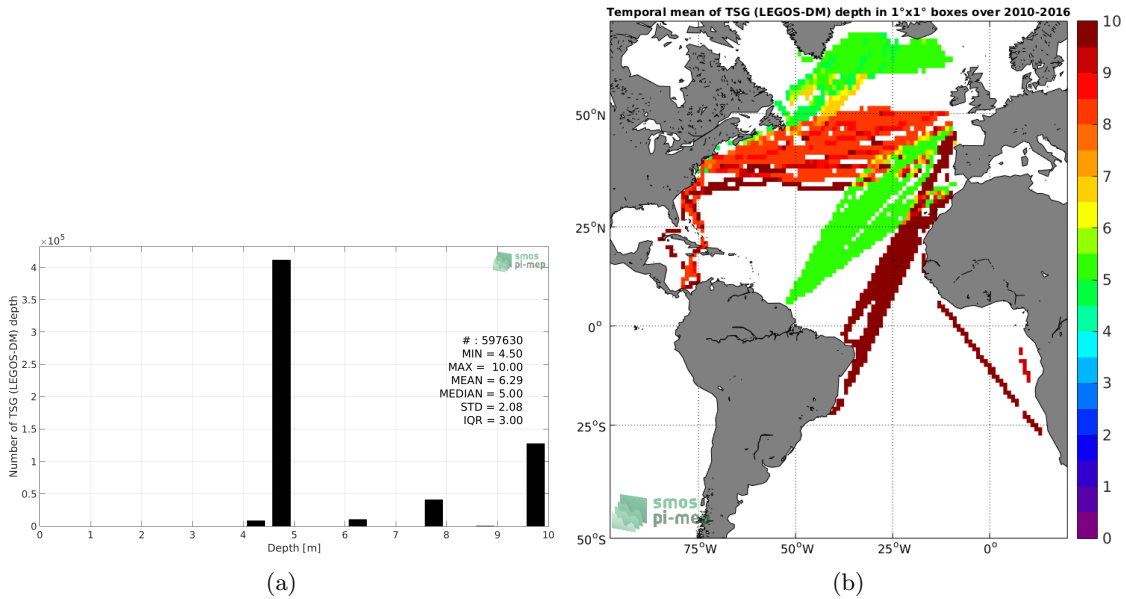 Temporal mean of TSG (LEGOS-DM) depth in 1°x1° boxes over 2010-2016
×10⁵
4
3.5
3
2.5
2
1.5
1
0.5
0
Number of TSG (LEGOS-DM) depth
0 1 2 3 4 5 6 7 8 9 10
Depth [m]
smos
pi-mep
# : 597630
MIN = 4.50
MAX = 10.00
MEAN = 6.29
MEDIAN = 5.00
STD = 2.08
IQR = 3.00
(a)
50°N
25°N
0°
25°S
50°S
75°W 50°W 25°W 0°
smos
pi-mep
10
9
8
7
6
5
4
3
2
1
0
(b)